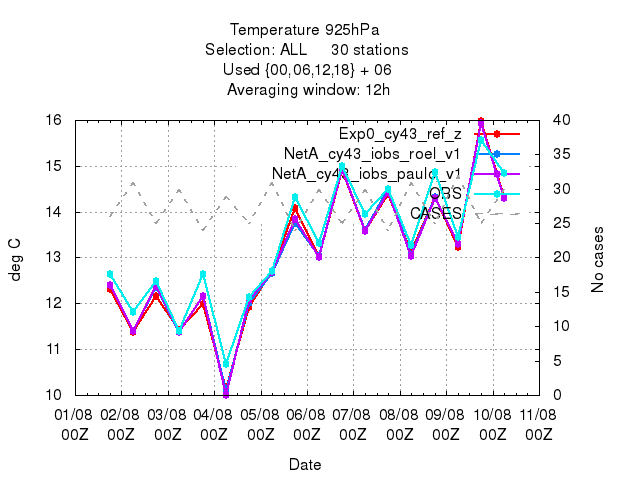 Temperature 925hPa
Selection: ALL 30 stations
Used {00,06,12,18} + 06
Averaging window: 12h
16 40
Exp0_cy43_ref_z
35
NetA_cy43_iobs_roel_v1
15
NetA_cy43_iobs_paulo_v1
30
OBS
14 CASES
25
13 20
15
12
10
11
5
10 0
deg C
No cases
01/08 02/08 03/08 04/08 05/08 06/08 07/08 08/08 09/08 10/08 11/08
00Z 00Z 00Z 00Z 00Z 00Z 00Z 00Z 00Z 00Z 00Z
Date